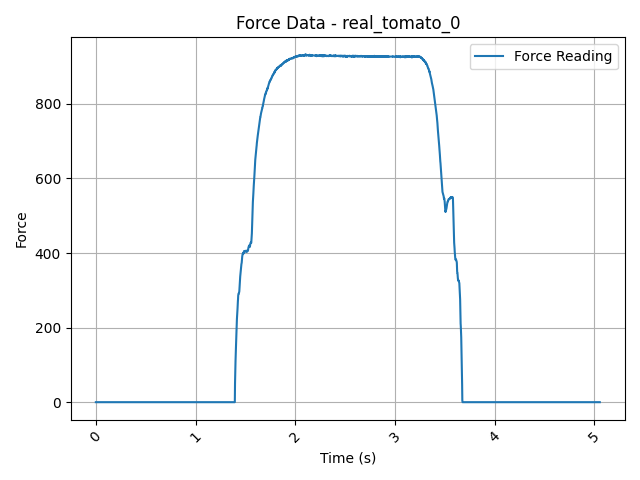 Force Data - real_tomato_0
Force Reading
Force
800
600
400
200
0
0 1 2 3 4 5
Time (s)